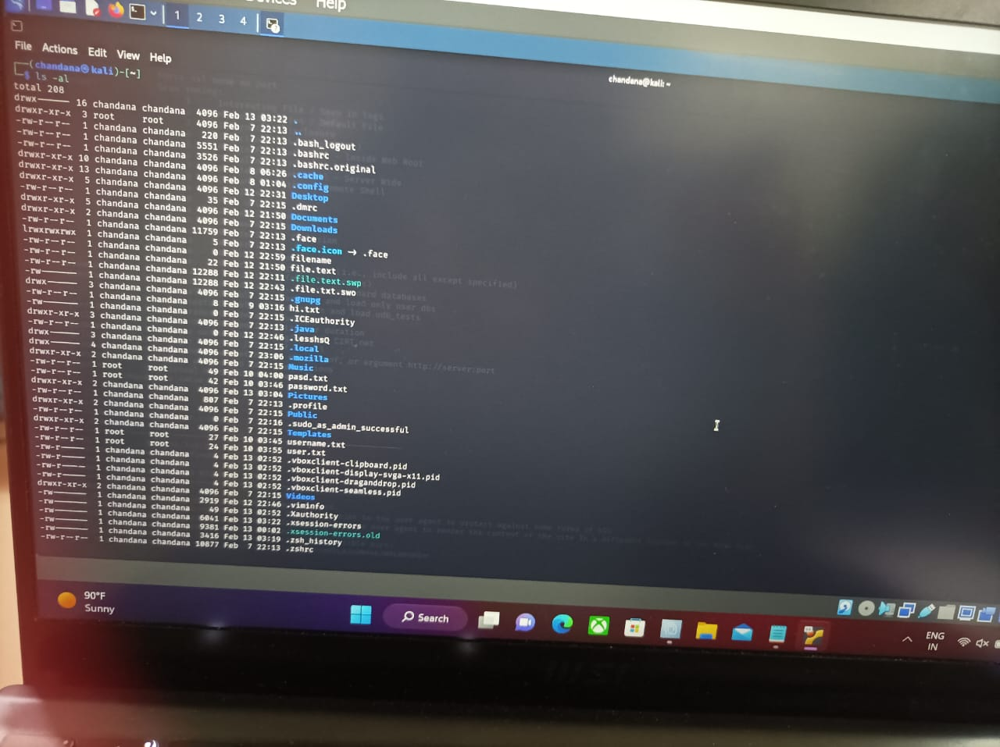 Devices Help
1 2 3 4
File Actions Edit View Help
chandana@kali: ~
┌──(chandana㉿kali)-[~]
└─$ ls -al
total 208
drwx------ 16 chandana chandana 4096 Feb 13 03:22 .
drwxr-xr-x 3 root root 4096 Feb 7 22:13 ..
-rw-r--r-- 1 chandana chandana 220 Feb 7 22:13 .bash_logout
-rw-r--r-- 1 chandana chandana 5551 Feb 7 22:13 .bashrc
-rw-r--r-- 1 chandana chandana 3526 Feb 7 22:13 .bashrc.original
drwxr-xr-x 10 chandana chandana 4096 Feb 8 06:26 .cache
drwxr-xr-x 13 chandana chandana 4096 Feb 8 01:04 .config
drwxr-xr-x 5 chandana chandana 4096 Feb 12 22:31 Desktop
-rw-r--r-- 1 chandana chandana 35 Feb 7 22:15 .dmrc
drwxr-xr-x 5 chandana chandana 4096 Feb 12 21:50 Documents
drwxr-xr-x 2 chandana chandana 4096 Feb 7 22:15 Downloads
-rw-r--r-- 1 chandana chandana 11759 Feb 7 22:13 .face
lrwxrwxrwx 1 chandana chandana 5 Feb 7 22:13 .face.icon → .face
-rw-r--r-- 1 chandana chandana 0 Feb 12 22:59 filename
-rw-r--r-- 1 chandana chandana 22 Feb 12 21:50 file.text
-rw-r--r-- 1 chandana chandana 12288 Feb 12 22:11 .file.text.swp
-rw------- 1 chandana chandana 12288 Feb 12 22:43 .file.txt.swo
drwx------ 3 chandana chandana 4096 Feb 7 22:15 .gnupg
-rw-r--r-- 1 chandana chandana 8 Feb 9 03:16 hi.txt
-rw------- 1 chandana chandana 0 Feb 7 22:15 .ICEauthority
drwxr-xr-x 3 chandana chandana 4096 Feb 7 22:13 .java
-rw------- 1 chandana chandana 0 Feb 12 22:46 .lesshsQ
drwx------ 3 chandana chandana 4096 Feb 7 22:15 .local
drwx------ 4 chandana chandana 4096 Feb 7 23:06 .mozilla
drwxr-xr-x 2 chandana chandana 4096 Feb 7 22:15 Music
-rw-r--r-- 1 root root 49 Feb 10 04:00 pasd.txt
-rw-r--r-- 1 root root 42 Feb 10 03:46 password.txt
drwxr-xr-x 2 chandana chandana 4096 Feb 13 03:04 Pictures
-rw-r--r-- 1 chandana chandana 807 Feb 7 22:13 .profile
drwxr-xr-x 2 chandana chandana 4096 Feb 7 22:15 Public
-rw-r--r-- 1 chandana chandana 0 Feb 7 22:16 .sudo_as_admin_successful
drwxr-xr-x 2 chandana chandana 4096 Feb 7 22:15 Templates
-rw-r--r-- 1 root root 27 Feb 10 03:45 username.txt
-rw-r--r-- 1 root root 24 Feb 10 03:55 user.txt
-rw-r----- 1 chandana chandana 4 Feb 13 02:52 .vboxclient-clipboard.pid
-rw-r----- 1 chandana chandana 4 Feb 13 02:52 .vboxclient-display-svga-x11.pid
-rw-r----- 1 chandana chandana 4 Feb 13 02:52 .vboxclient-draganddrop.pid
-rw-r----- 1 chandana chandana 4 Feb 13 02:52 .vboxclient-seamless.pid
drwxr-xr-x 2 chandana chandana 4096 Feb 7 22:15 Videos
-rw------- 1 chandana chandana 2919 Feb 12 22:46 .viminfo
-rw------- 1 chandana chandana 49 Feb 13 02:52 .Xauthority
-rw------- 1 chandana chandana 6041 Feb 13 03:22 .xsession-errors
-rw------- 1 chandana chandana 9381 Feb 13 00:02 .xsession-errors.old
-rw------- 1 chandana chandana 3416 Feb 13 03:19 .zsh_history
-rw-r--r-- 1 chandana chandana 10877 Feb 7 22:13 .zshrc
90°F
Sunny
Search
ENG
IN
msi